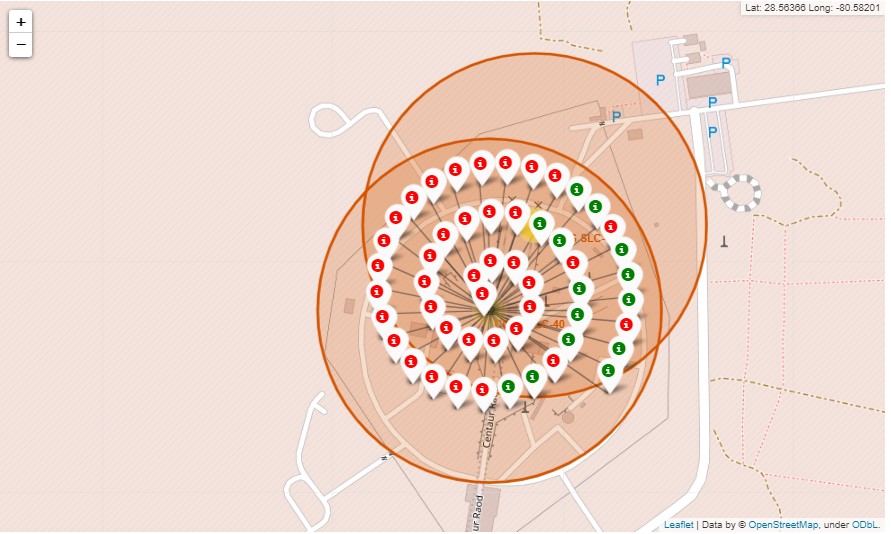 +
Lat: 28.56366 Long: -80.58201
−
P
P
P
P
P
SLC-
-40
Centaur R
ur Raod
Leaflet | Data by © OpenStreetMap, under ODbL.